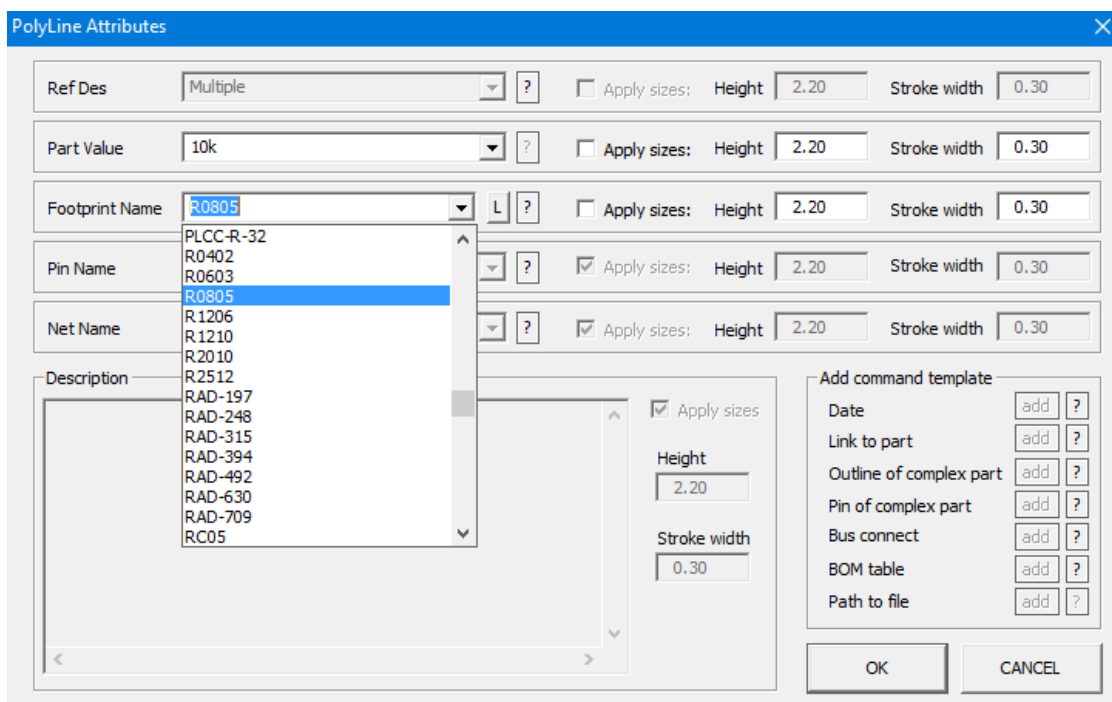 PolyLine Attributes
Ref Des Multiple ? Apply sizes: Height 2.20 Stroke width 0.30
Part Value 10k ? Apply sizes: Height 2.20 Stroke width 0.30
Footprint Name R0805 L ? Apply sizes: Height 2.20 Stroke width 0.30
PLCC-R-32
R0402
R0603
R0805
R1206
R1210
R2010
R2512
RAD-197
RAD-248
RAD-315
RAD-394
RAD-492
RAD-630
RAD-709
RC05
Pin Name ? Apply sizes: Height 2.20 Stroke width 0.30
Net Name ? Apply sizes: Height 2.20 Stroke width 0.30
Description
Apply sizes
Height
2.20
Stroke width
0.30
Add command template
Date add ?
Link to part add ?
Outline of complex part add ?
Pin of complex part add ?
Bus connect add ?
BOM table add ?
Path to file add ?
OK CANCEL